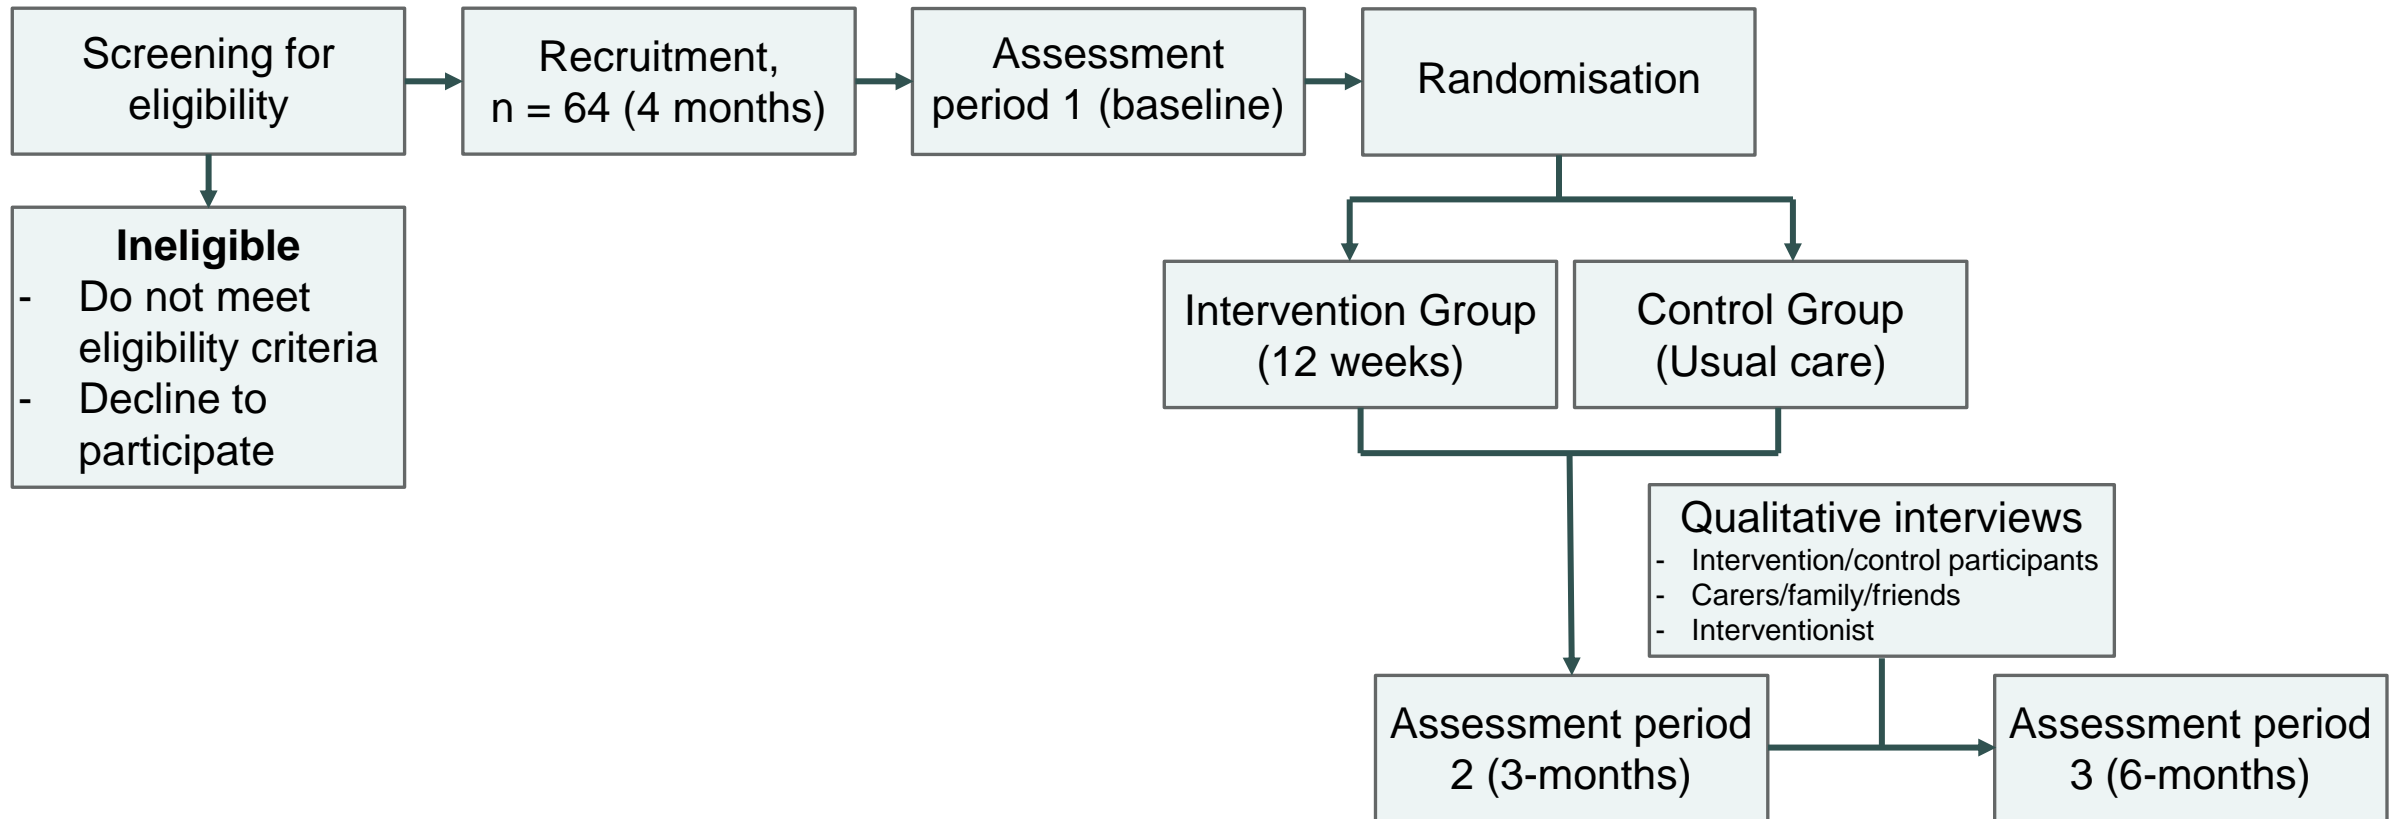 Screening for
eligibility
Recruitment,
n = 64 (4 months)
Assessment
period 1 (baseline)
Randomisation
Ineligible
- Do not meet
eligibility criteria
- Decline to
participate
Intervention Group
(12 weeks)
Control Group
(Usual care)
Qualitative interviews
- Intervention/control participants
- Carers/family/friends
- Interventionist
Assessment period
2 (3-months)
Assessment period
3 (6-months)